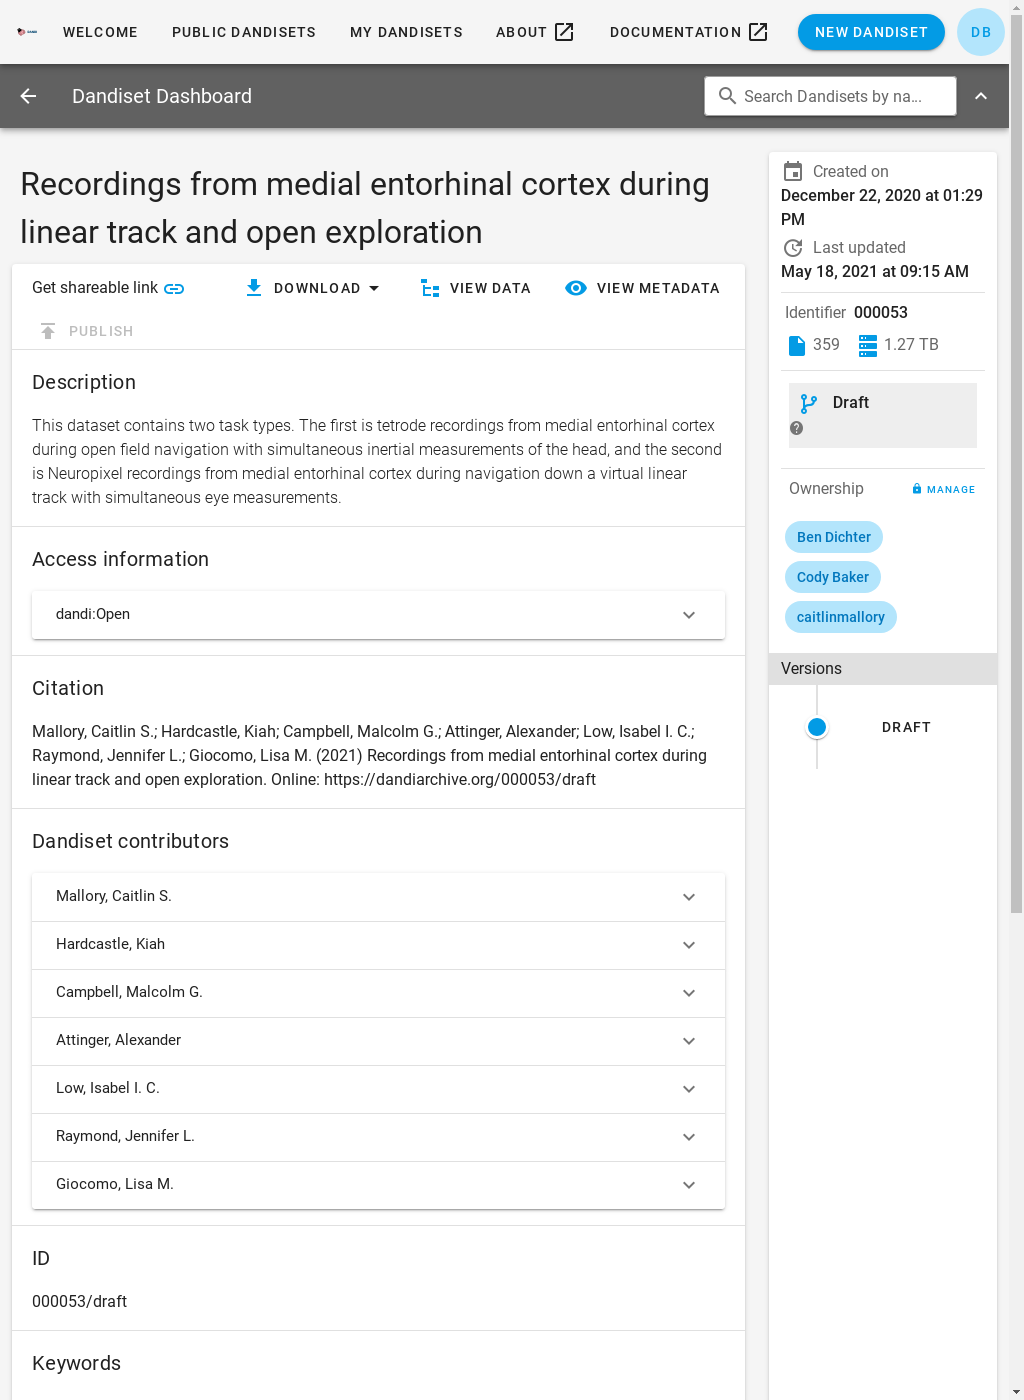 WELCOME PUBLIC DANDISETS MY DANDISETS ABOUT DOCUMENTATION NEW DANDISET DB
Dandiset Dashboard Search Dandisets by na...
Recordings from medial entorhinal cortex during
linear track and open exploration
Get shareable link DOWNLOAD VIEW DATA VIEW METADATA
PUBLISH
Description
This dataset contains two task types. The first is tetrode recordings from medial entorhinal cortex
during open field navigation with simultaneous inertial measurements of the head, and the second
is Neuropixel recordings from medial entorhinal cortex during navigation down a virtual linear
track with simultaneous eye measurements.
Access information
dandi:Open
Citation
Mallory, Caitlin S.; Hardcastle, Kiah; Campbell, Malcolm G.; Attinger, Alexander; Low, Isabel I. C.;
Raymond, Jennifer L.; Giocomo, Lisa M. (2021) Recordings from medial entorhinal cortex during
linear track and open exploration. Online: https://dandiarchive.org/000053/draft
Dandiset contributors
Mallory, Caitlin S.
Hardcastle, Kiah
Campbell, Malcolm G.
Attinger, Alexander
Low, Isabel I. C.
Raymond, Jennifer L.
Giocomo, Lisa M.
ID
000053/draft
Keywords
Created on
December 22, 2020 at 01:29
PM
Last updated
May 18, 2021 at 09:15 AM
Identifier 000053
359 1.27 TB
Draft
Ownership MANAGE
Ben Dichter
Cody Baker
caitlinmallory
Versions
DRAFT